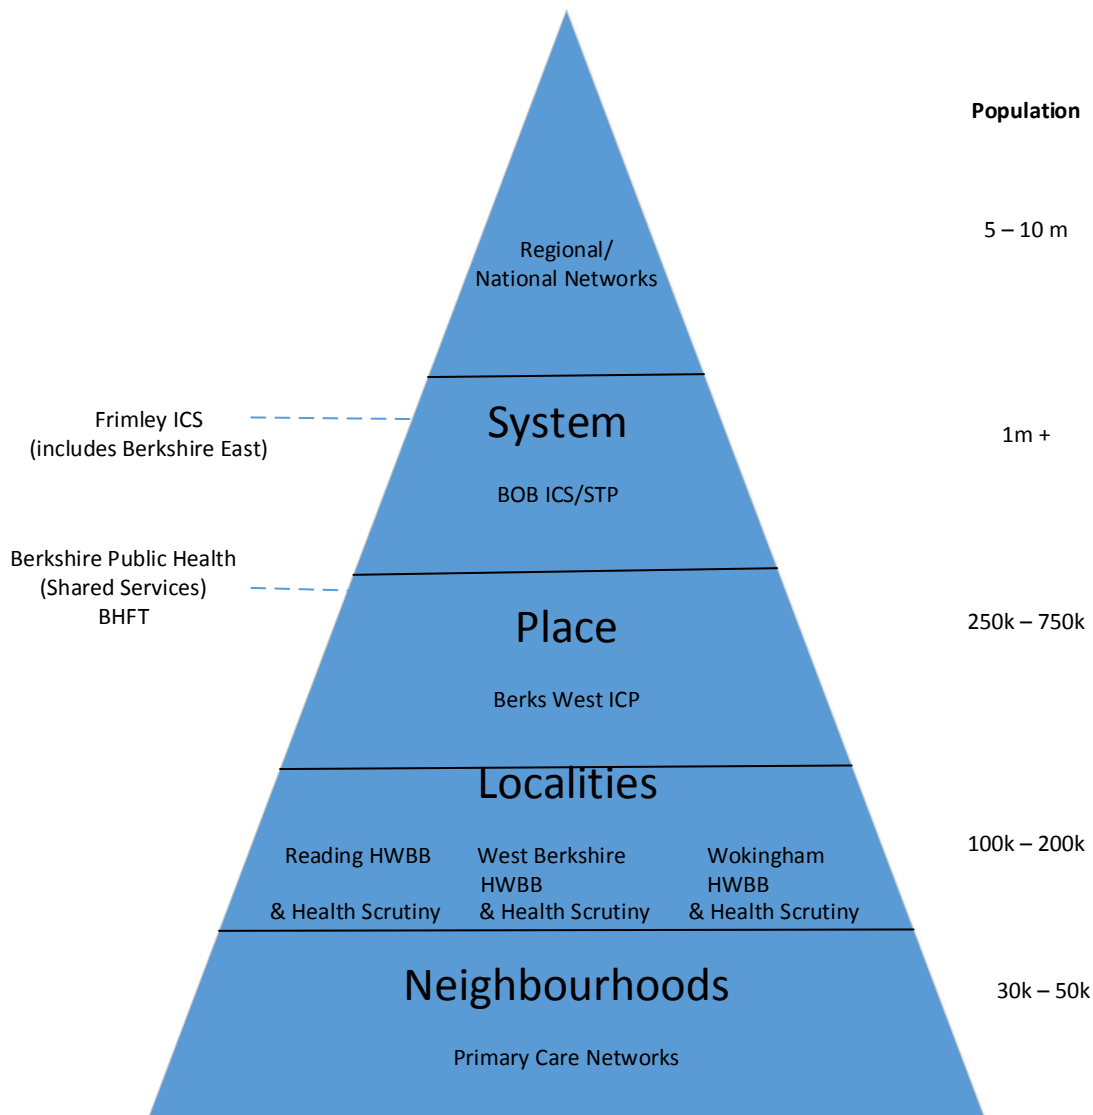 Population
5 – 10 m
Regional/
National Networks
Frimley ICS
(includes Berkshire East)
System
1m +
BOB ICS/STP
Berkshire Public Health
(Shared Services)
BHFT
Place
250k – 750k
Berks West ICP
Localities
100k – 200k
Reading HWBB
& Health Scrutiny
West Berkshire
HWBB
& Health Scrutiny
Wokingham
HWBB
& Health Scrutiny
Neighbourhoods
30k – 50k
Primary Care Networks